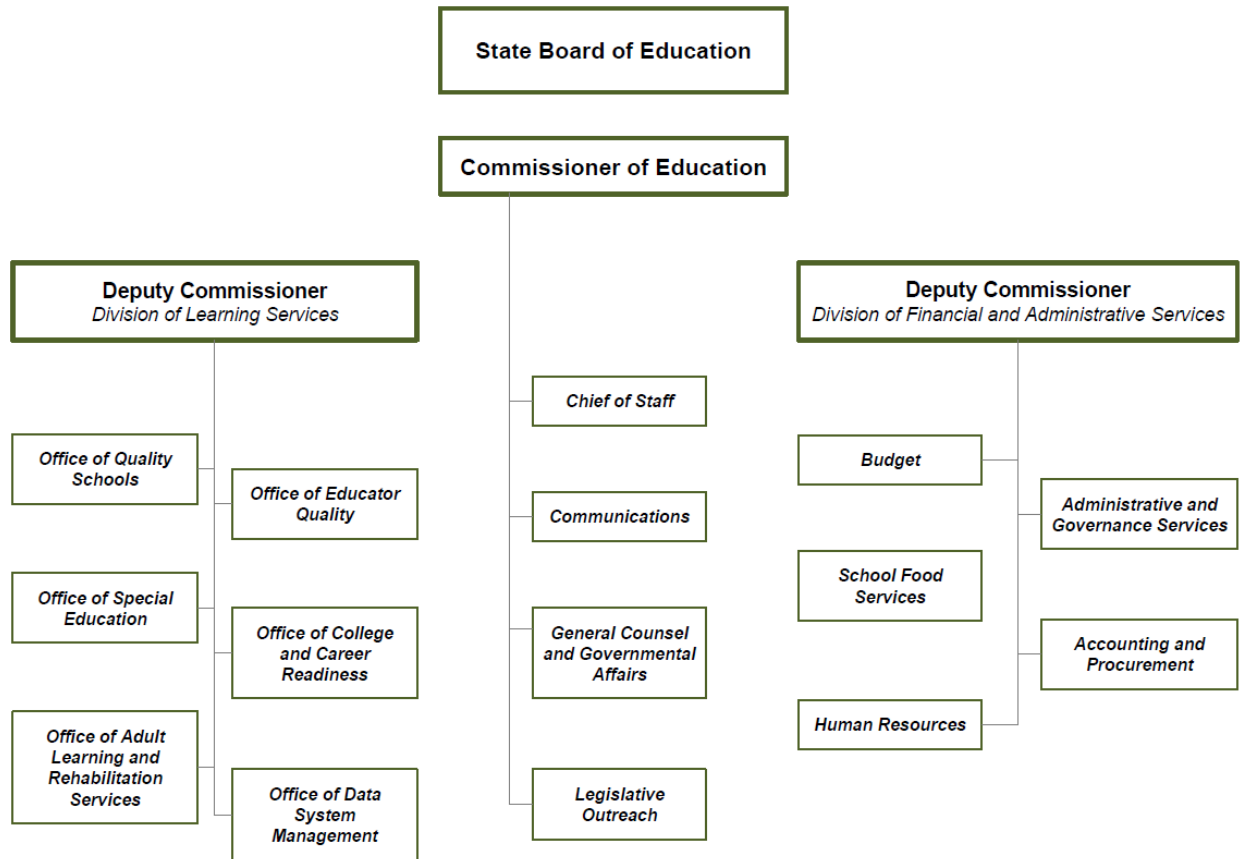 State Board of Education
Commissioner of Education
Deputy Commissioner
Division of Learning Services
Deputy Commissioner
Division of Financial and Administrative Services
Office of Quality
Schools
Office of Educator
Quality
Office of Special
Education
Office of College
and Career
Readiness
Office of Adult
Learning and
Rehabilitation
Services
Office of Data
System
Management
Chief of Staff
Communications
General Counsel
and Governmental
Affairs
Legislative
Outreach
Budget
Administrative and
Governance Services
School Food
Services
Accounting and
Procurement
Human Resources